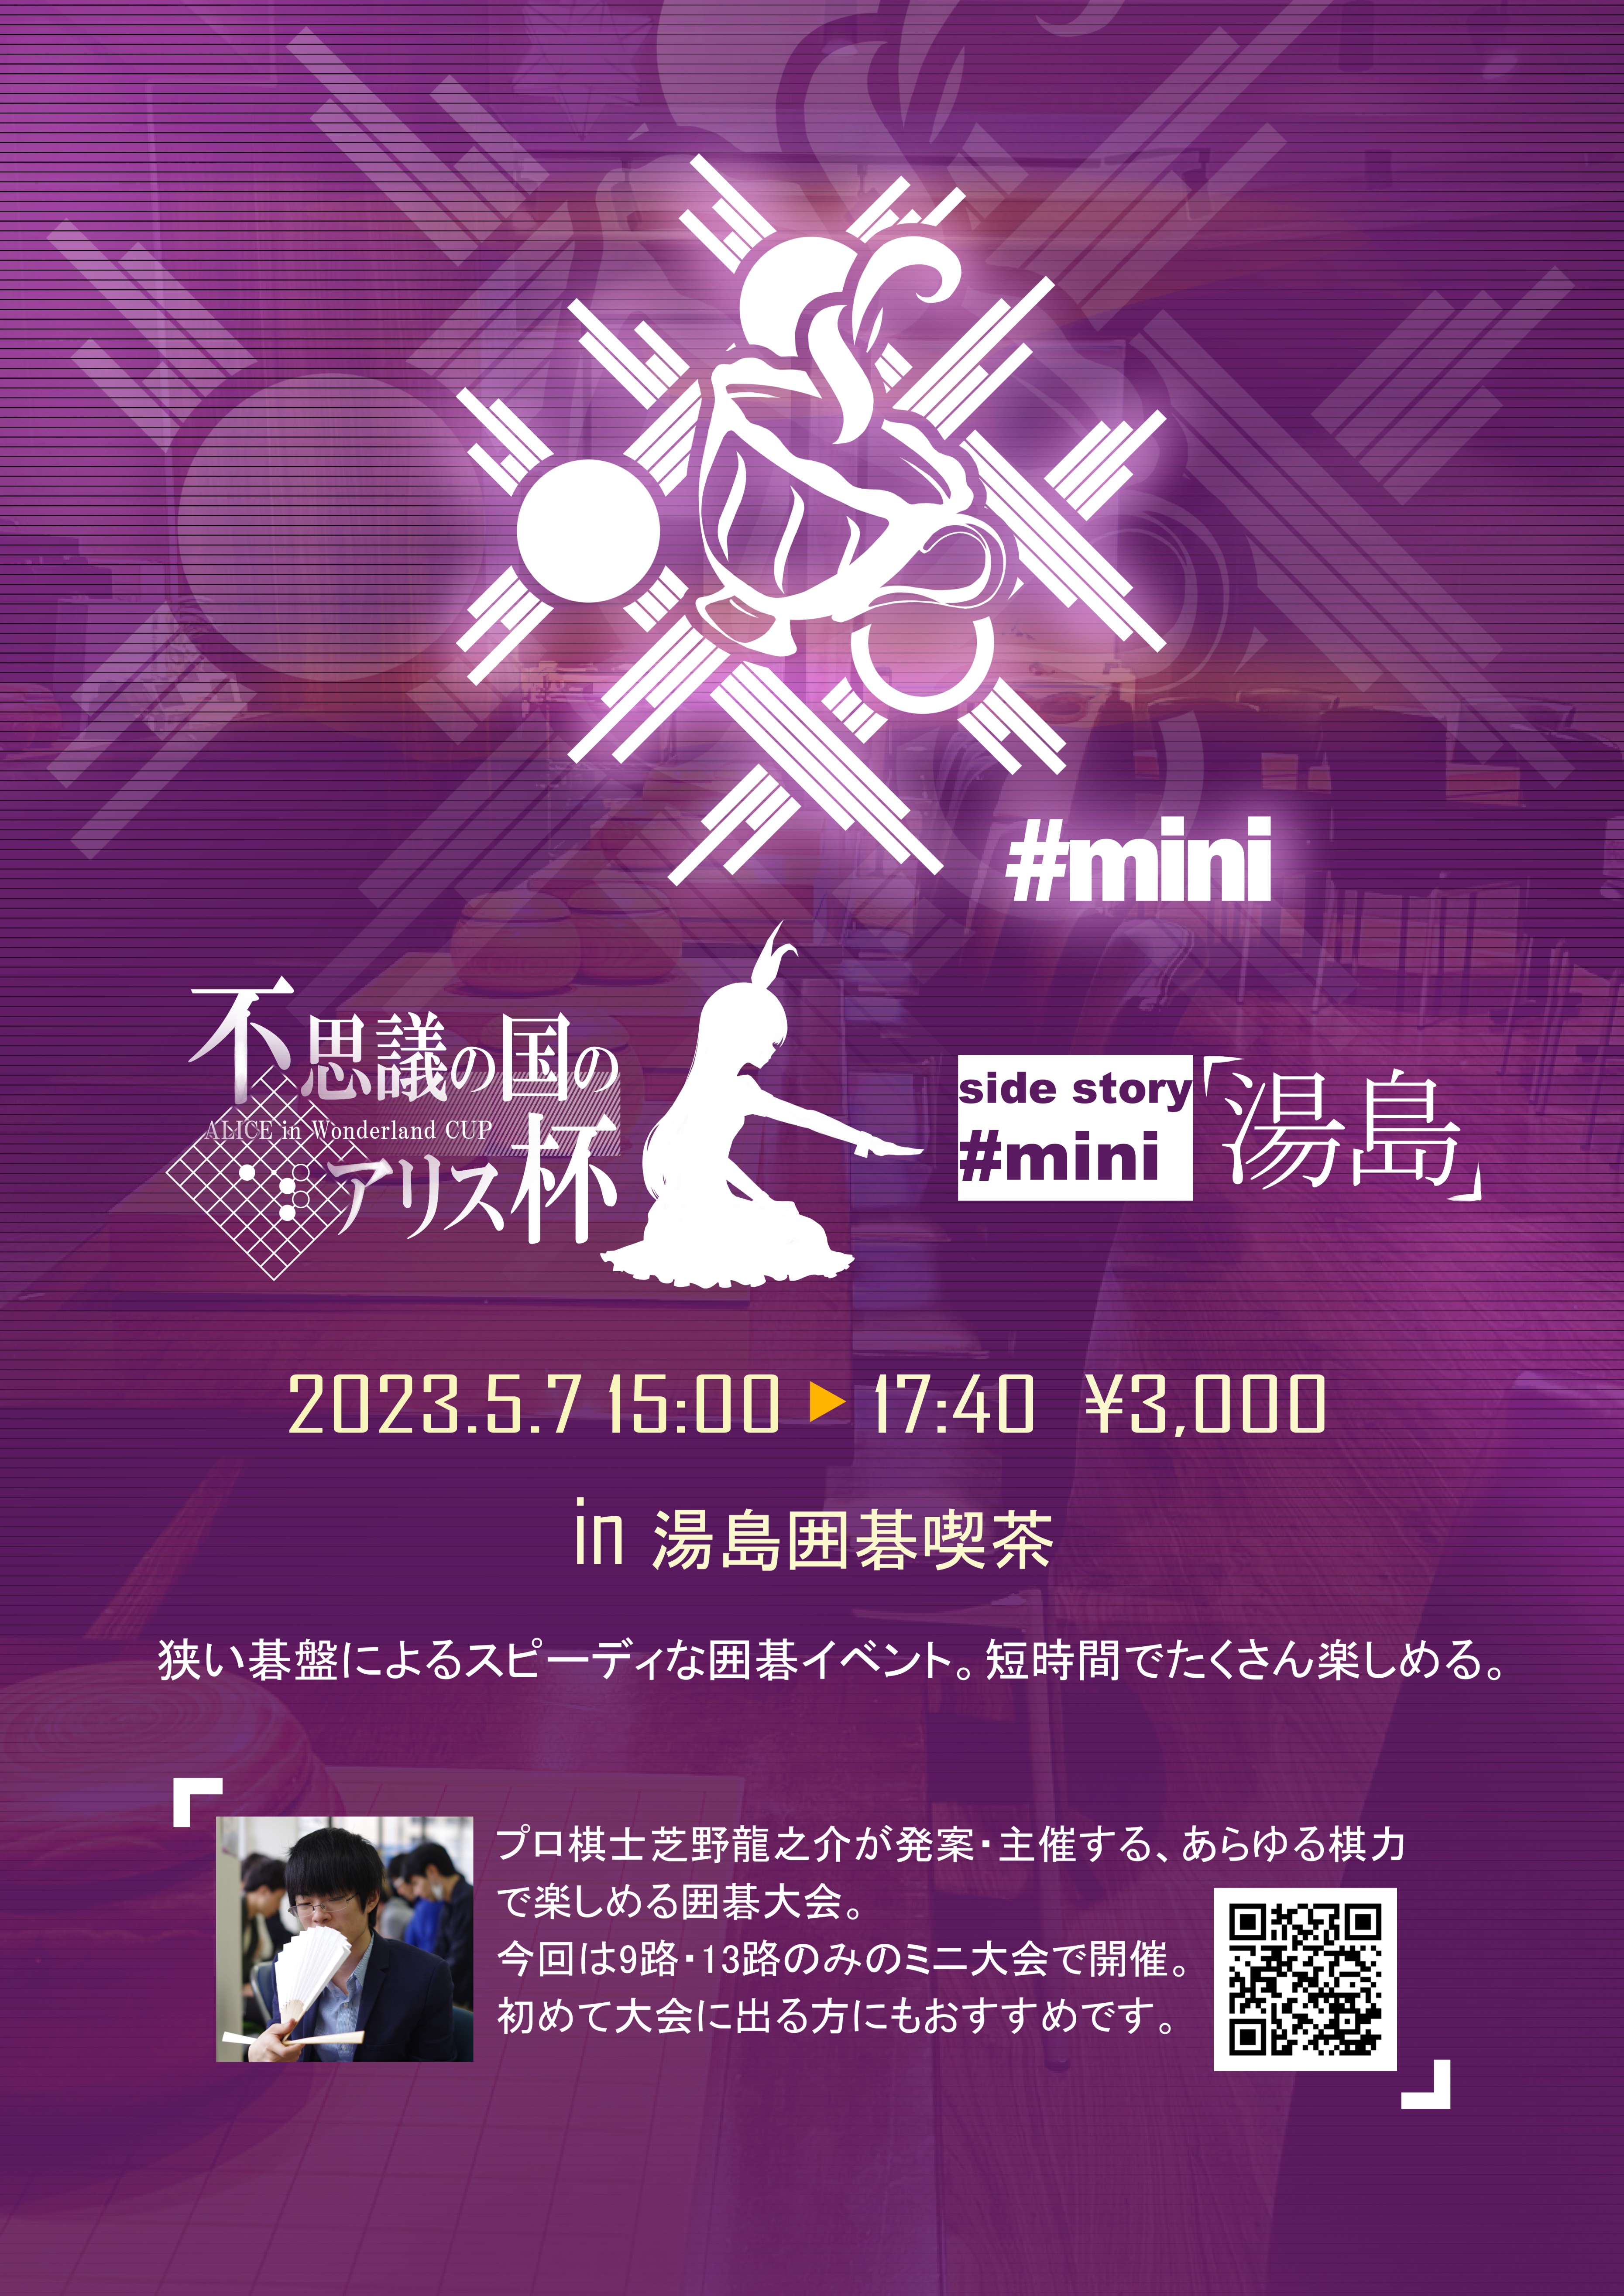 #mini
不思議の国の
ALICE in Wonderland CUP
アリス杯
side story
#mini
「湯島」
2023.5.7 15:00 ▶ 17:40 ¥3,000
in 湯島囲碁喫茶
狭い碁盤によるスピーディな囲碁イベント。短時間でたくさん楽しめる。
プロ棋士芝野龍之介が発案・主催する、あらゆる棋力
で楽しめる囲碁大会。
今回は9路・13路のみのミニ大会で開催。
初めて大会に出る方にもおすすめです。